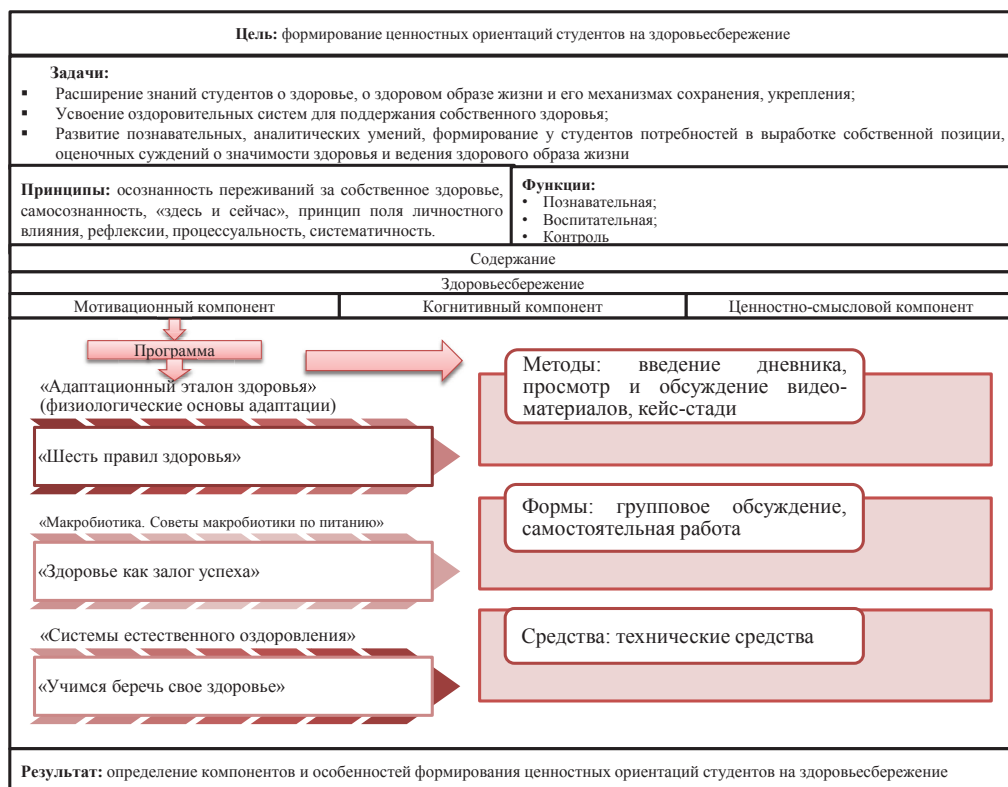 Цель: формирование ценностных ориентаций студентов на здоровьесбережение
Задачи:
▪ Расширение знаний студентов о здоровье, о здоровом образе жизни и его механизмах сохранения, укрепления;
▪ Усвоение оздоровительных систем для поддержания собственного здоровья;
▪ Развитие познавательных, аналитических умений, формирование у студентов потребностей в выработке собственной позиции,
оценочных суждений о значимости здоровья и ведения здорового образа жизни
Принципы: осознанность переживаний за собственное здоровье,
самосознанность, «здесь и сейчас», принцип поля личностного
влияния, рефлексии, процессуальность, систематичность.
Функции:
• Познавательная;
• Воспитательная;
• Контроль
Содержание
Здоровьесбережение
Мотивационный компонент
Когнитивный компонент
Ценностно-смысловой компонент
Программа
«Адаптационный эталон здоровья»
(физиологические основы адаптации)
«Шесть правил здоровья»
«Макробиотика. Советы макробиотики по питанию»
«Здоровье как залог успеха»
«Системы естественного оздоровления»
«Учимся беречь свое здоровье»
Методы: введение дневника,
просмотр и обсуждение видео-
материалов, кейс-стади
Формы: групповое обсуждение,
самостоятельная работа
Средства: технические средства
Результат: определение компонентов и особенностей формирования ценностных ориентаций студентов на здоровьесбережение